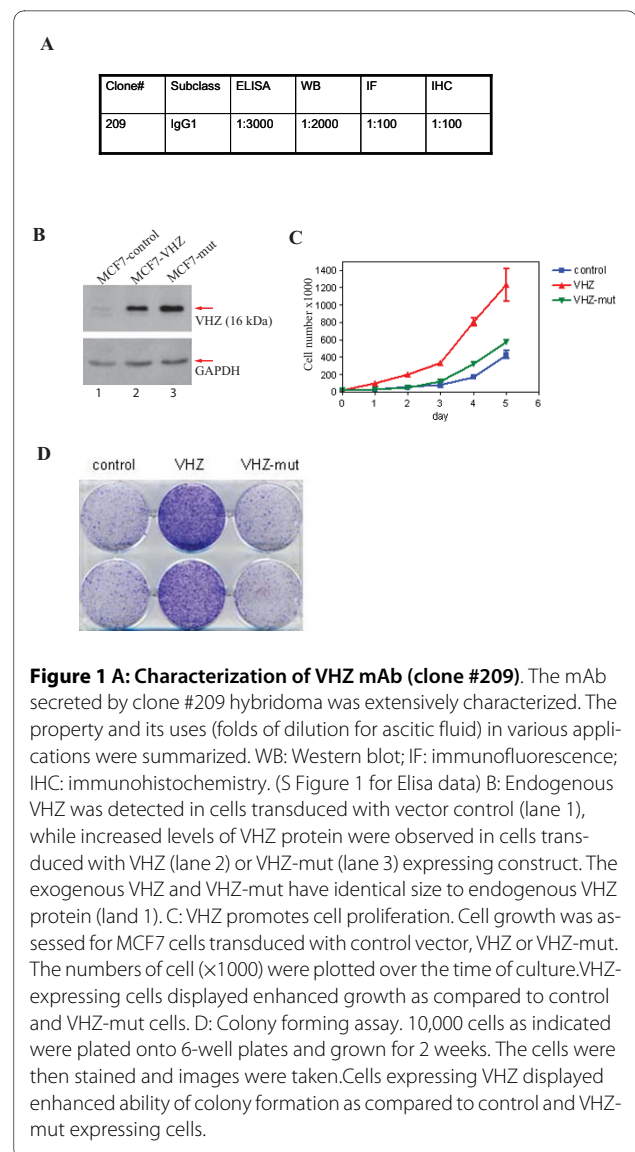 A
Clone# Subclass ELISA WB IF IHC
209 IgG1 1:3000 1:2000 1:100 1:100
B
MCF7-control
MCF7-VHZ
MCF7-mut
VHZ (16 kDa)
GAPDH
1 2 3
C
Cell number x1000
1400
1200
1000
800
600
400
200
0
0 1 2 3 4 5 6
day
control
VHZ
VHZ-mut
D
control VHZ VHZ-mut
Figure 1 A: Characterization of VHZ mAb (clone #209). The mAb
secreted by clone #209 hybridoma was extensively characterized. The
property and its uses (folds of dilution for ascitic fluid) in various appli-
cations were summarized. WB: Western blot; IF: immunofluorescence;
IHC: immunohistochemistry. (S Figure 1 for Elisa data) B: Endogenous
VHZ was detected in cells transduced with vector control (lane 1),
while increased levels of VHZ protein were observed in cells trans-
duced with VHZ (lane 2) or VHZ-mut (lane 3) expressing construct. The
exogenous VHZ and VHZ-mut have identical size to endogenous VHZ
protein (land 1). C: VHZ promotes cell proliferation. Cell growth was as-
sessed for MCF7 cells transduced with control vector, VHZ or VHZ-mut.
The numbers of cell (×1000) were plotted over the time of culture.VHZ-
expressing cells displayed enhanced growth as compared to control
and VHZ-mut cells. D: Colony forming assay. 10,000 cells as indicated
were plated onto 6-well plates and grown for 2 weeks. The cells were
then stained and images were taken.Cells expressing VHZ displayed
enhanced ability of colony formation as compared to control and VHZ-
mut expressing cells.